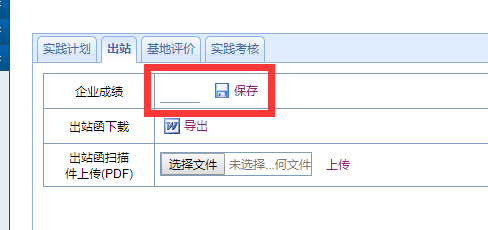 实践计划 出站 基地评价 实践考核
企业成绩 保存
出站函下载 导出
出站函扫描
件上传(PDF) 选择文件 未选择...何文件 上传